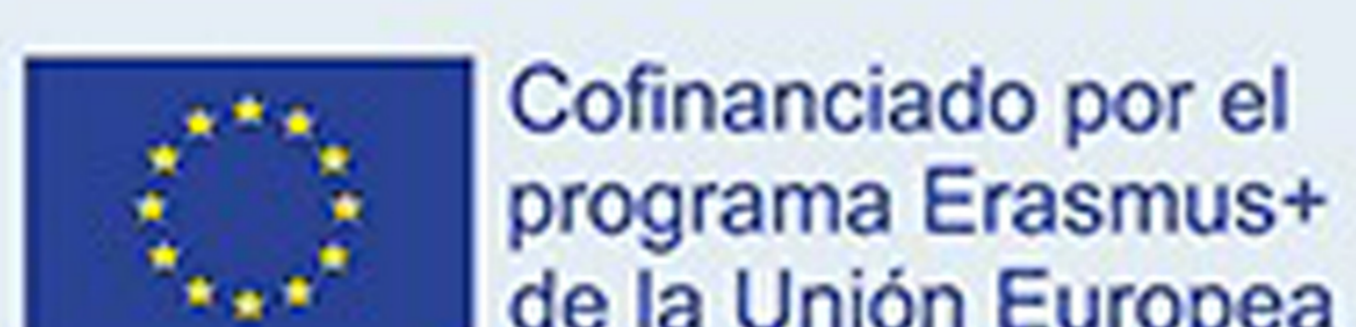 Cofinanciado por el
programa Erasmus+
de la Unión Europea